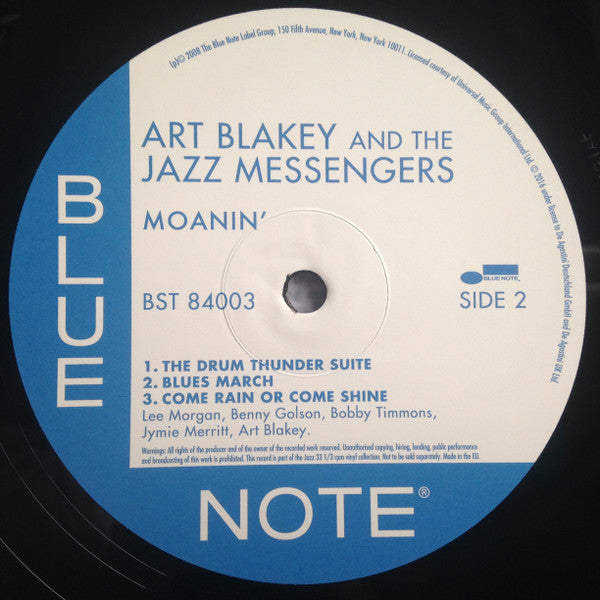 (p)© 2008 The Blue Note Label Group, 150 Fifth Avenue, New York, New York 10011. Licensed courtesy of Universal Music Group International Ltd. © 2016 under license to De Agostini Deutschland GmbH and De Agostini UK Ltd.
ART BLAKEY AND THE
JAZZ MESSENGERS
MOANIN'
BLUE NOTE
BST 84003
SIDE 2
1. THE DRUM THUNDER SUITE
2. BLUES MARCH
3. COME RAIN OR COME SHINE
Lee Morgan, Benny Golson, Bobby Timmons,
Jymie Merritt, Art Blakey.
Warnings: All rights of the producer and of the owner of the recorded work reserved. Unauthorised copying, hiring, lending, public performance
and broadcasting of this work is prohibited. This record is part of the Jazz 33 1/3 rpm vinyl collection. Not to be sold separately. Made in the EU.
BLUE
NOTE®